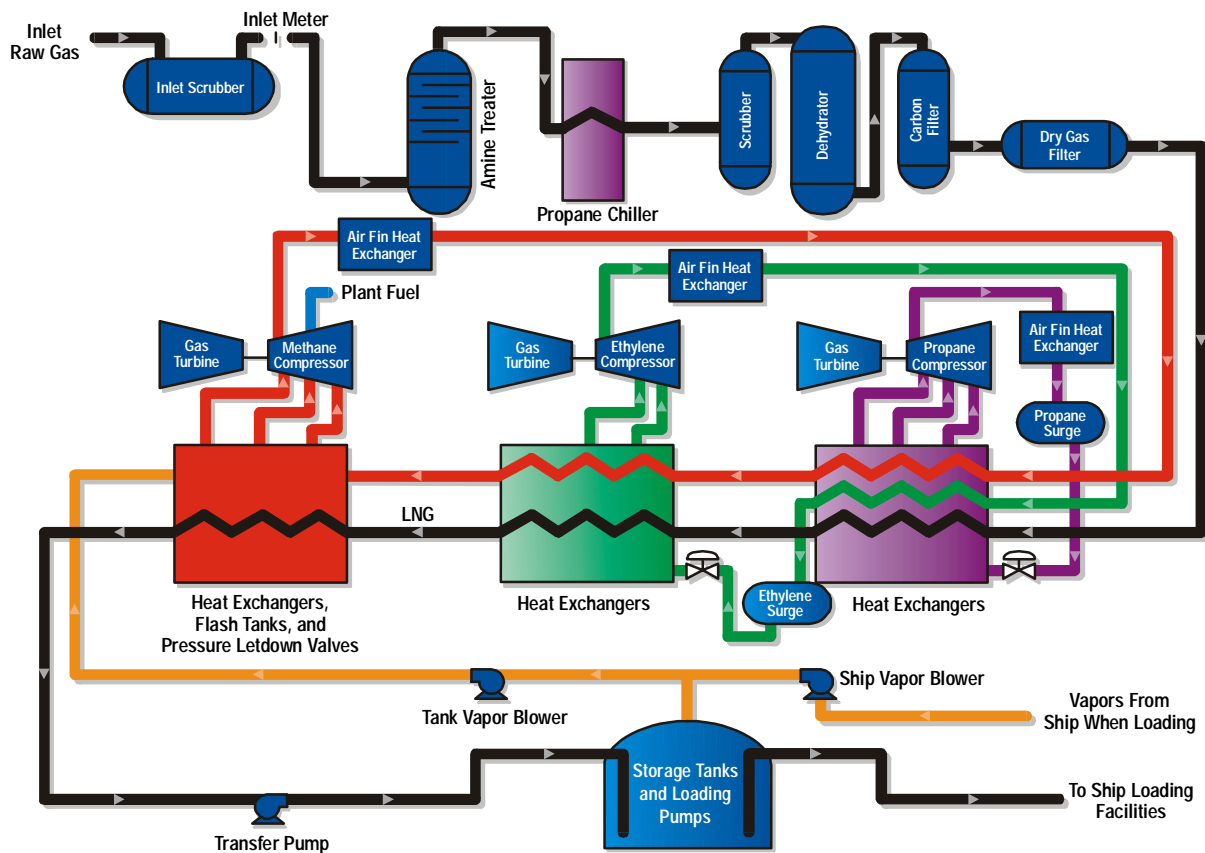 Inlet
Raw Gas
Inlet Meter
Inlet Scrubber
Amine Treater
Propane Chiller
Scrubber
Dehydrator
Carbon
Filter
Dry Gas
Filter
Air Fin Heat
Exchanger
Air Fin Heat
Exchanger
Plant Fuel
Air Fin Heat
Exchanger
Gas
Turbine
Methane
Compressor
Gas
Turbine
Ethylene
Compressor
Gas
Turbine
Propane
Compressor
Propane
Surge
LNG
Heat Exchangers,
Flash Tanks, and
Pressure Letdown Valves
Heat Exchangers
Ethylene
Surge
Heat Exchangers
Tank Vapor Blower
Ship Vapor Blower
Vapors From
Ship When Loading
Storage Tanks
and Loading
Pumps
To Ship Loading
Facilities
Transfer Pump